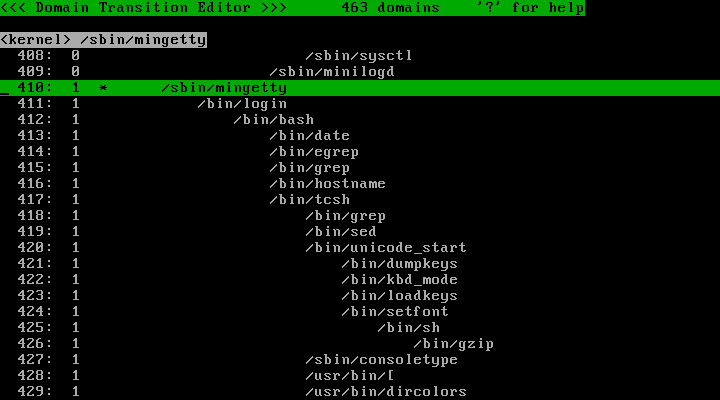 <<< Domain Transition Editor >>>      463 domains    '?' for help
<kernel> /sbin/mingetty
408:  0                            /sbin/sysctl
409:  0                        /sbin/minilogd
_ 410:  1  *      /sbin/mingetty
411:  1                /bin/login
412:  1                    /bin/bash
413:  1                        /bin/date
414:  1                        /bin/egrep
415:  1                        /bin/grep
416:  1                        /bin/hostname
417:  1                        /bin/tcsh
418:  1                            /bin/grep
419:  1                            /bin/sed
420:  1                            /bin/unicode_start
421:  1                                /bin/dumpkeys
422:  1                                /bin/kbd_mode
423:  1                                /bin/loadkeys
424:  1                                /bin/setfont
425:  1                                    /bin/sh
426:  1                                        /bin/gzip
427:  1                            /sbin/consoletype
428:  1                            /usr/bin/[
429:  1                            /usr/bin/dircolors